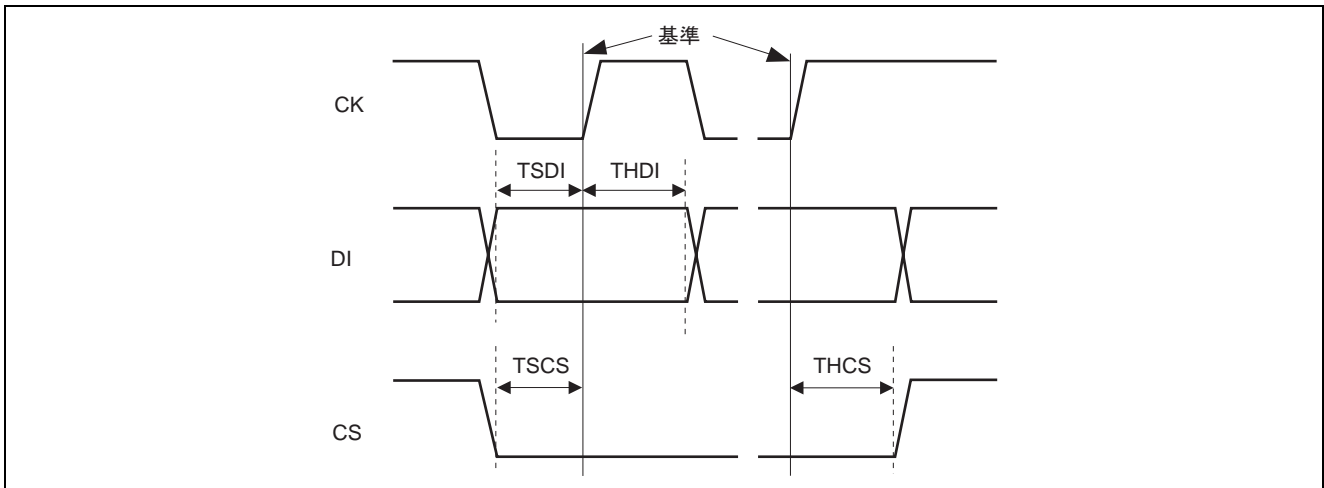 基準
CK
TSDI THDI
DI
TSCS THCS
CS